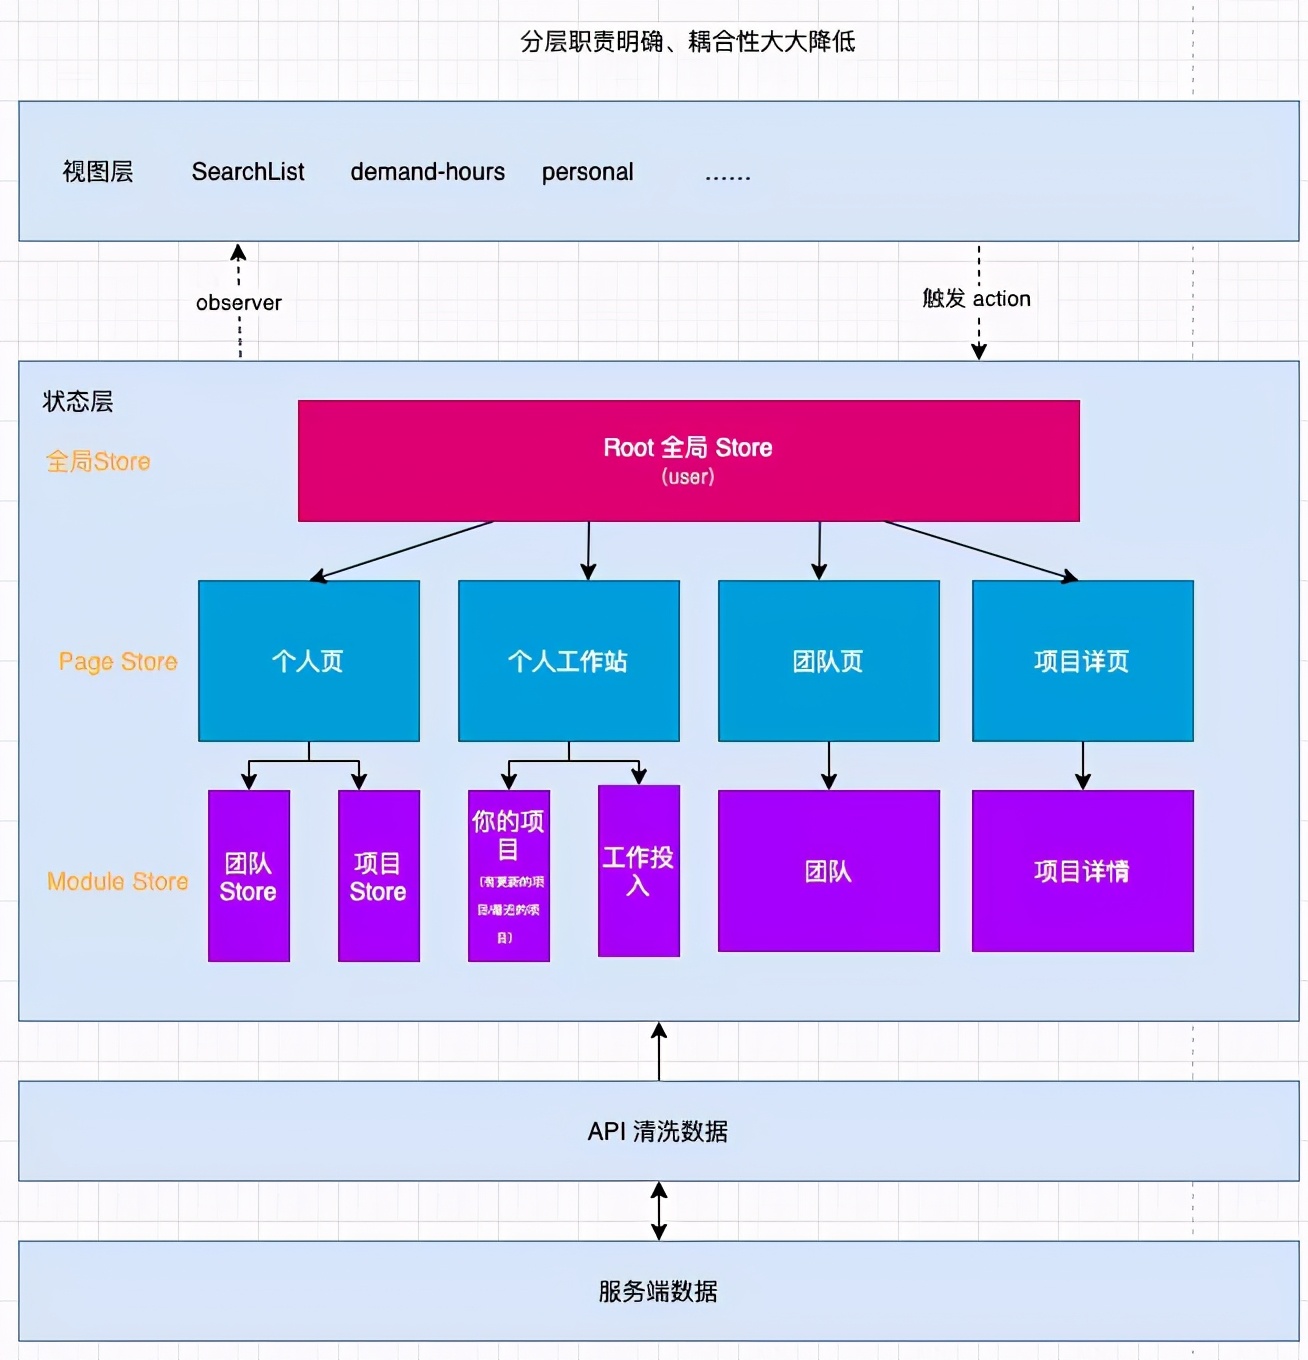 分层职责明确、耦合性大大降低
视图层 SearchList demand-hours personal ......
observer
触发 action
状态层
全局Store
Root 全局 Store
(user)
Page Store
个人页
个人工作站
团队页
项目详页
Module Store
团队
Store
项目
Store
你的项
目
(有更新的项
目/最近的项
目)
工作投
入
团队
项目详情
API 清洗数据
服务端数据